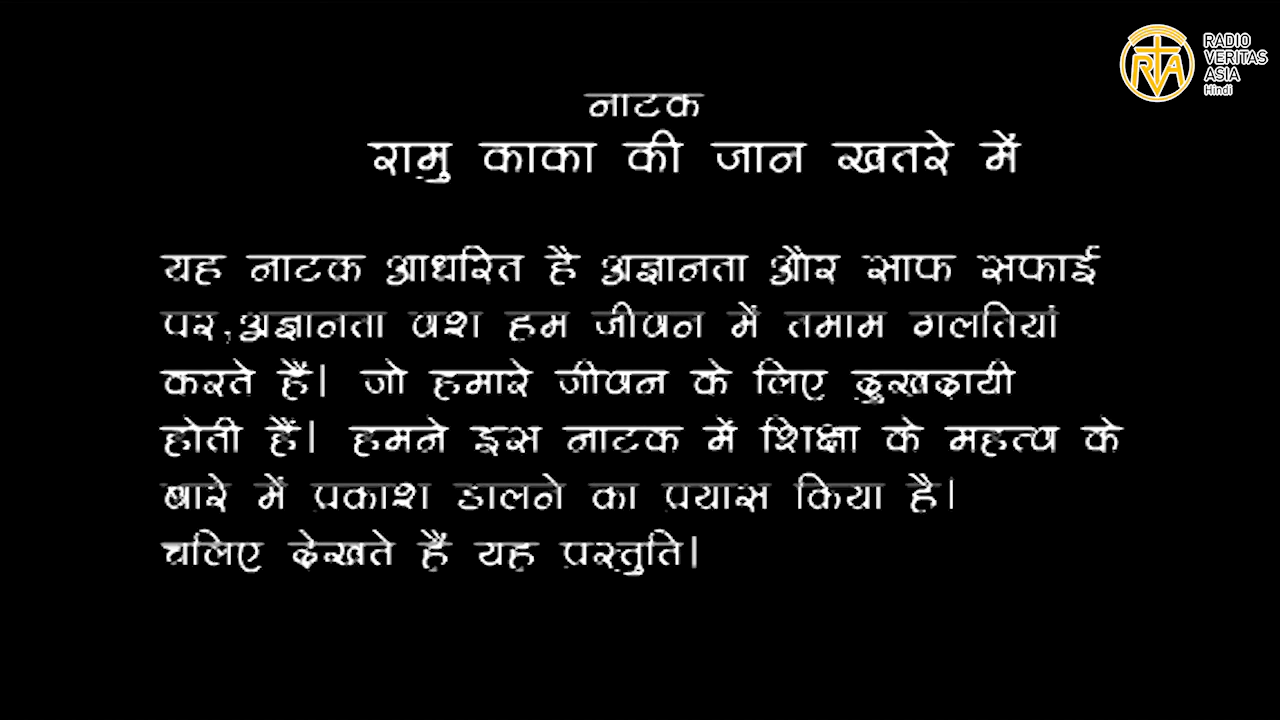 RADIO
VERITAS
ASIA
Hindi
RVA
नाटक
रामु काका की जान खतरे में
यह नाटक आधरित है अज्ञानता और साफ सफाई
पर,अज्ञानता वश हम जीवन में तमाम गलतियां
करते हैं। जो हमारे जीवन के लिए दुखदायी
होती हैं। हमने इस नाटक में शिक्षा के महत्व के
बारे में प्रकाश डालने का प्रयास किया है।
चलिए देखते हैं यह प्रस्तुति।